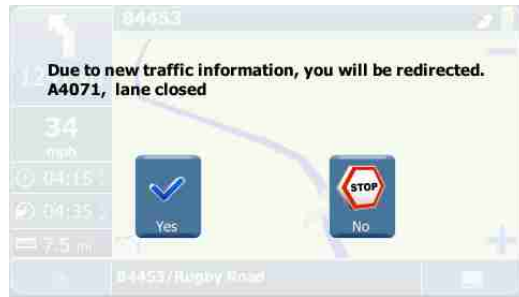 B4453
Due to new traffic information, you will be redirected.
A4071, lane closed
34
mph
04:15
04:35
7.5 mi
STOP
Yes
No
B4453/Rugby Road